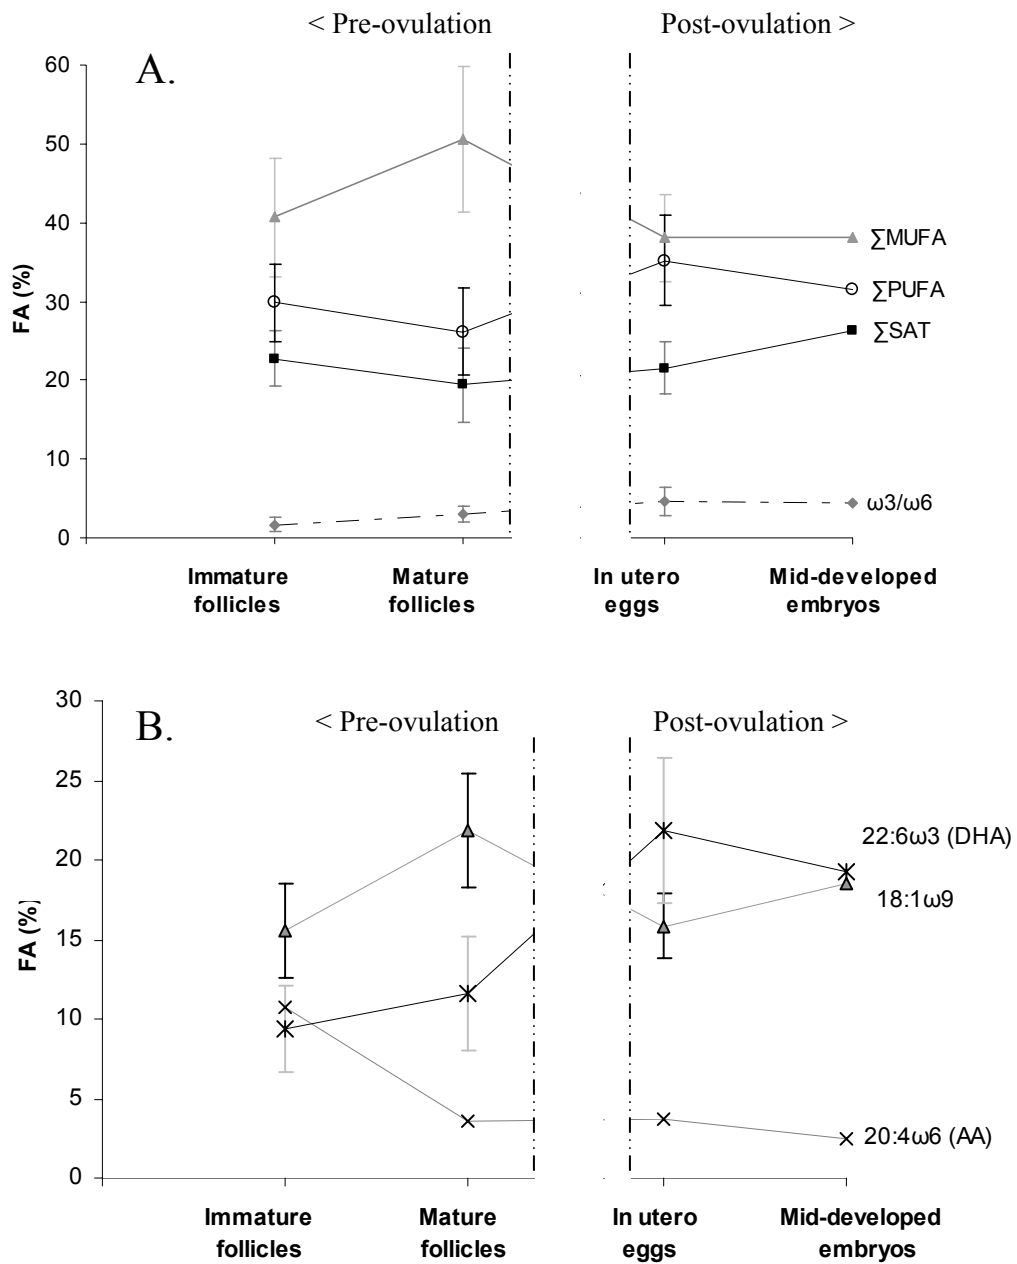 < Pre-ovulation Post-ovulation >
A.
60
50
40
30
20
10
0
FA (%)
∑MUFA
∑PUFA
∑SAT
ω3/ω6
Immature follicles
Mature follicles
In utero eggs
Mid-developed embryos
B.
< Pre-ovulation Post-ovulation >
30
25
20
15
10
5
0
FA (%)
22:6ω3 (DHA)
18:1ω9
20:4ω6 (AA)
Immature follicles
Mature follicles
In utero eggs
Mid-developed embryos